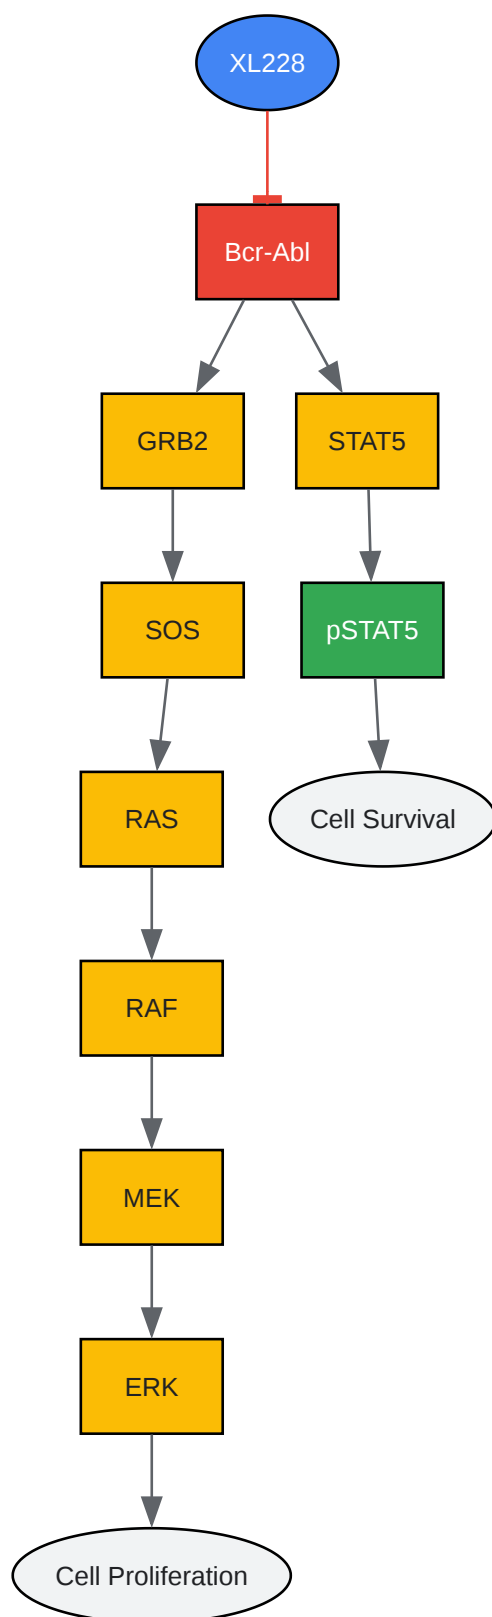 XL228
Bcr-Abl
GRB2
STAT5
SOS
pSTAT5
RAS
Cell Survival
RAF
MEK
ERK
Cell Proliferation